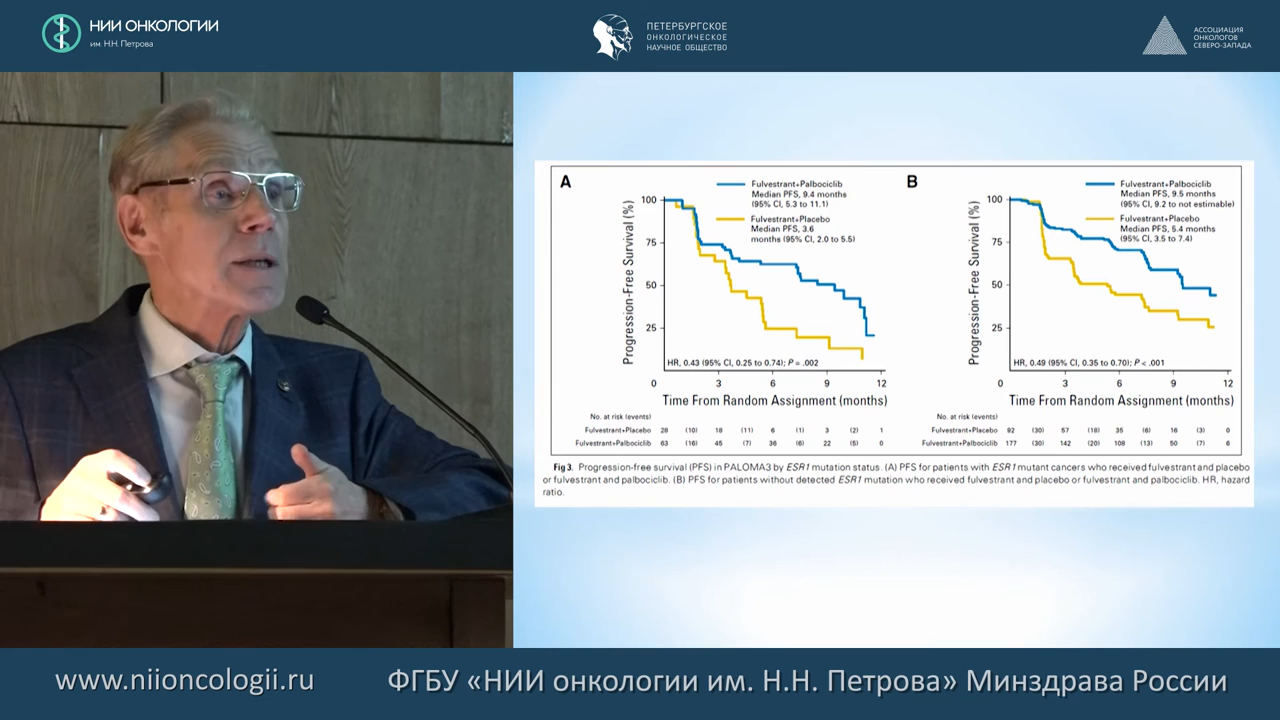 НИИ ОНКОЛОГИИ
им. Н.Н. Петрова
ПЕТЕРБУРГСКОЕ
ОНКОЛОГИЧЕСКОЕ
НАУЧНОЕ ОБЩЕСТВО
АССОЦИАЦИЯ
ОНКОЛОГОВ
СЕВЕРО-ЗАПАДА
A
Fulvestrant+Palbociclib
Median PFS, 9.4 months
(95% CI, 5.3 to 11.1)
Fulvestrant+Placebo
Median PFS, 3.6
months (95% CI, 2.0 to 5.5)
Progression-Free Survival (%)
100
75
50
25
HR, 0.43 (95% CI, 0.25 to 0.74); P = .002
0 3 6 9 12
Time From Random Assignment (months)
No. at risk (events)
Fulvestrant+Placebo 28 (10) 18 (11) 6 (1) 3 (2) 1
Fulvestrant+Palbociclib 63 (16) 45 (7) 36 (6) 22 (5) 0
B
Fulvestrant+Palbociclib
Median PFS, 9.5 months
(95% CI, 9.2 to not estimable)
Fulvestrant+Placebo
Median PFS, 5.4 months
(95% CI, 3.5 to 7.4)
Progression-Free Survival (%)
100
75
50
25
HR, 0.49 (95% CI, 0.35 to 0.70); P < .001
0 3 6 9 12
Time From Random Assignment (months)
No. at risk (events)
Fulvestrant+Placebo 92 (30) 57 (18) 35 (6) 16 (3) 0
Fulvestrant+Palbociclib 177 (30) 142 (20) 108 (13) 50 (7) 6
Fig 3. Progression-free survival (PFS) in PALOMA3 by ESR1 mutation status. (A) PFS for patients with ESR1 mutant cancers who received fulvestrant and placebo
or fulvestrant and palbociclib. (B) PFS for patients without detected ESR1 mutation who received fulvestrant and placebo or fulvestrant and palbociclib. HR, hazard
ratio.
www.niioncologii.ru
ФГБУ «НИИ онкологии им. Н.Н. Петрова» Минздрава России